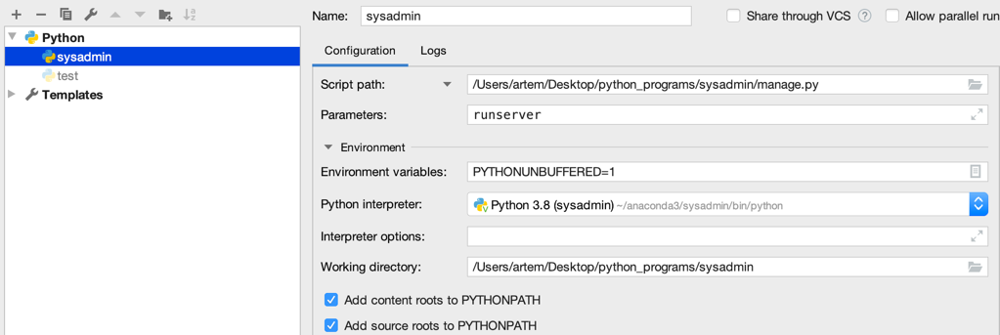 Name: sysadmin Share through VCS ? Allow parallel run
Python
sysadmin
test
Templates
Configuration Logs
Script path: /Users/artem/Desktop/python_programs/sysadmin/manage.py
Parameters: runserver
Environment
Environment variables: PYTHONUNBUFFERED=1
Python interpreter: Python 3.8 (sysadmin) ~/anaconda3/sysadmin/bin/python
Interpreter options:
Working directory: /Users/artem/Desktop/python_programs/sysadmin
Add content roots to PYTHONPATH
Add source roots to PYTHONPATH